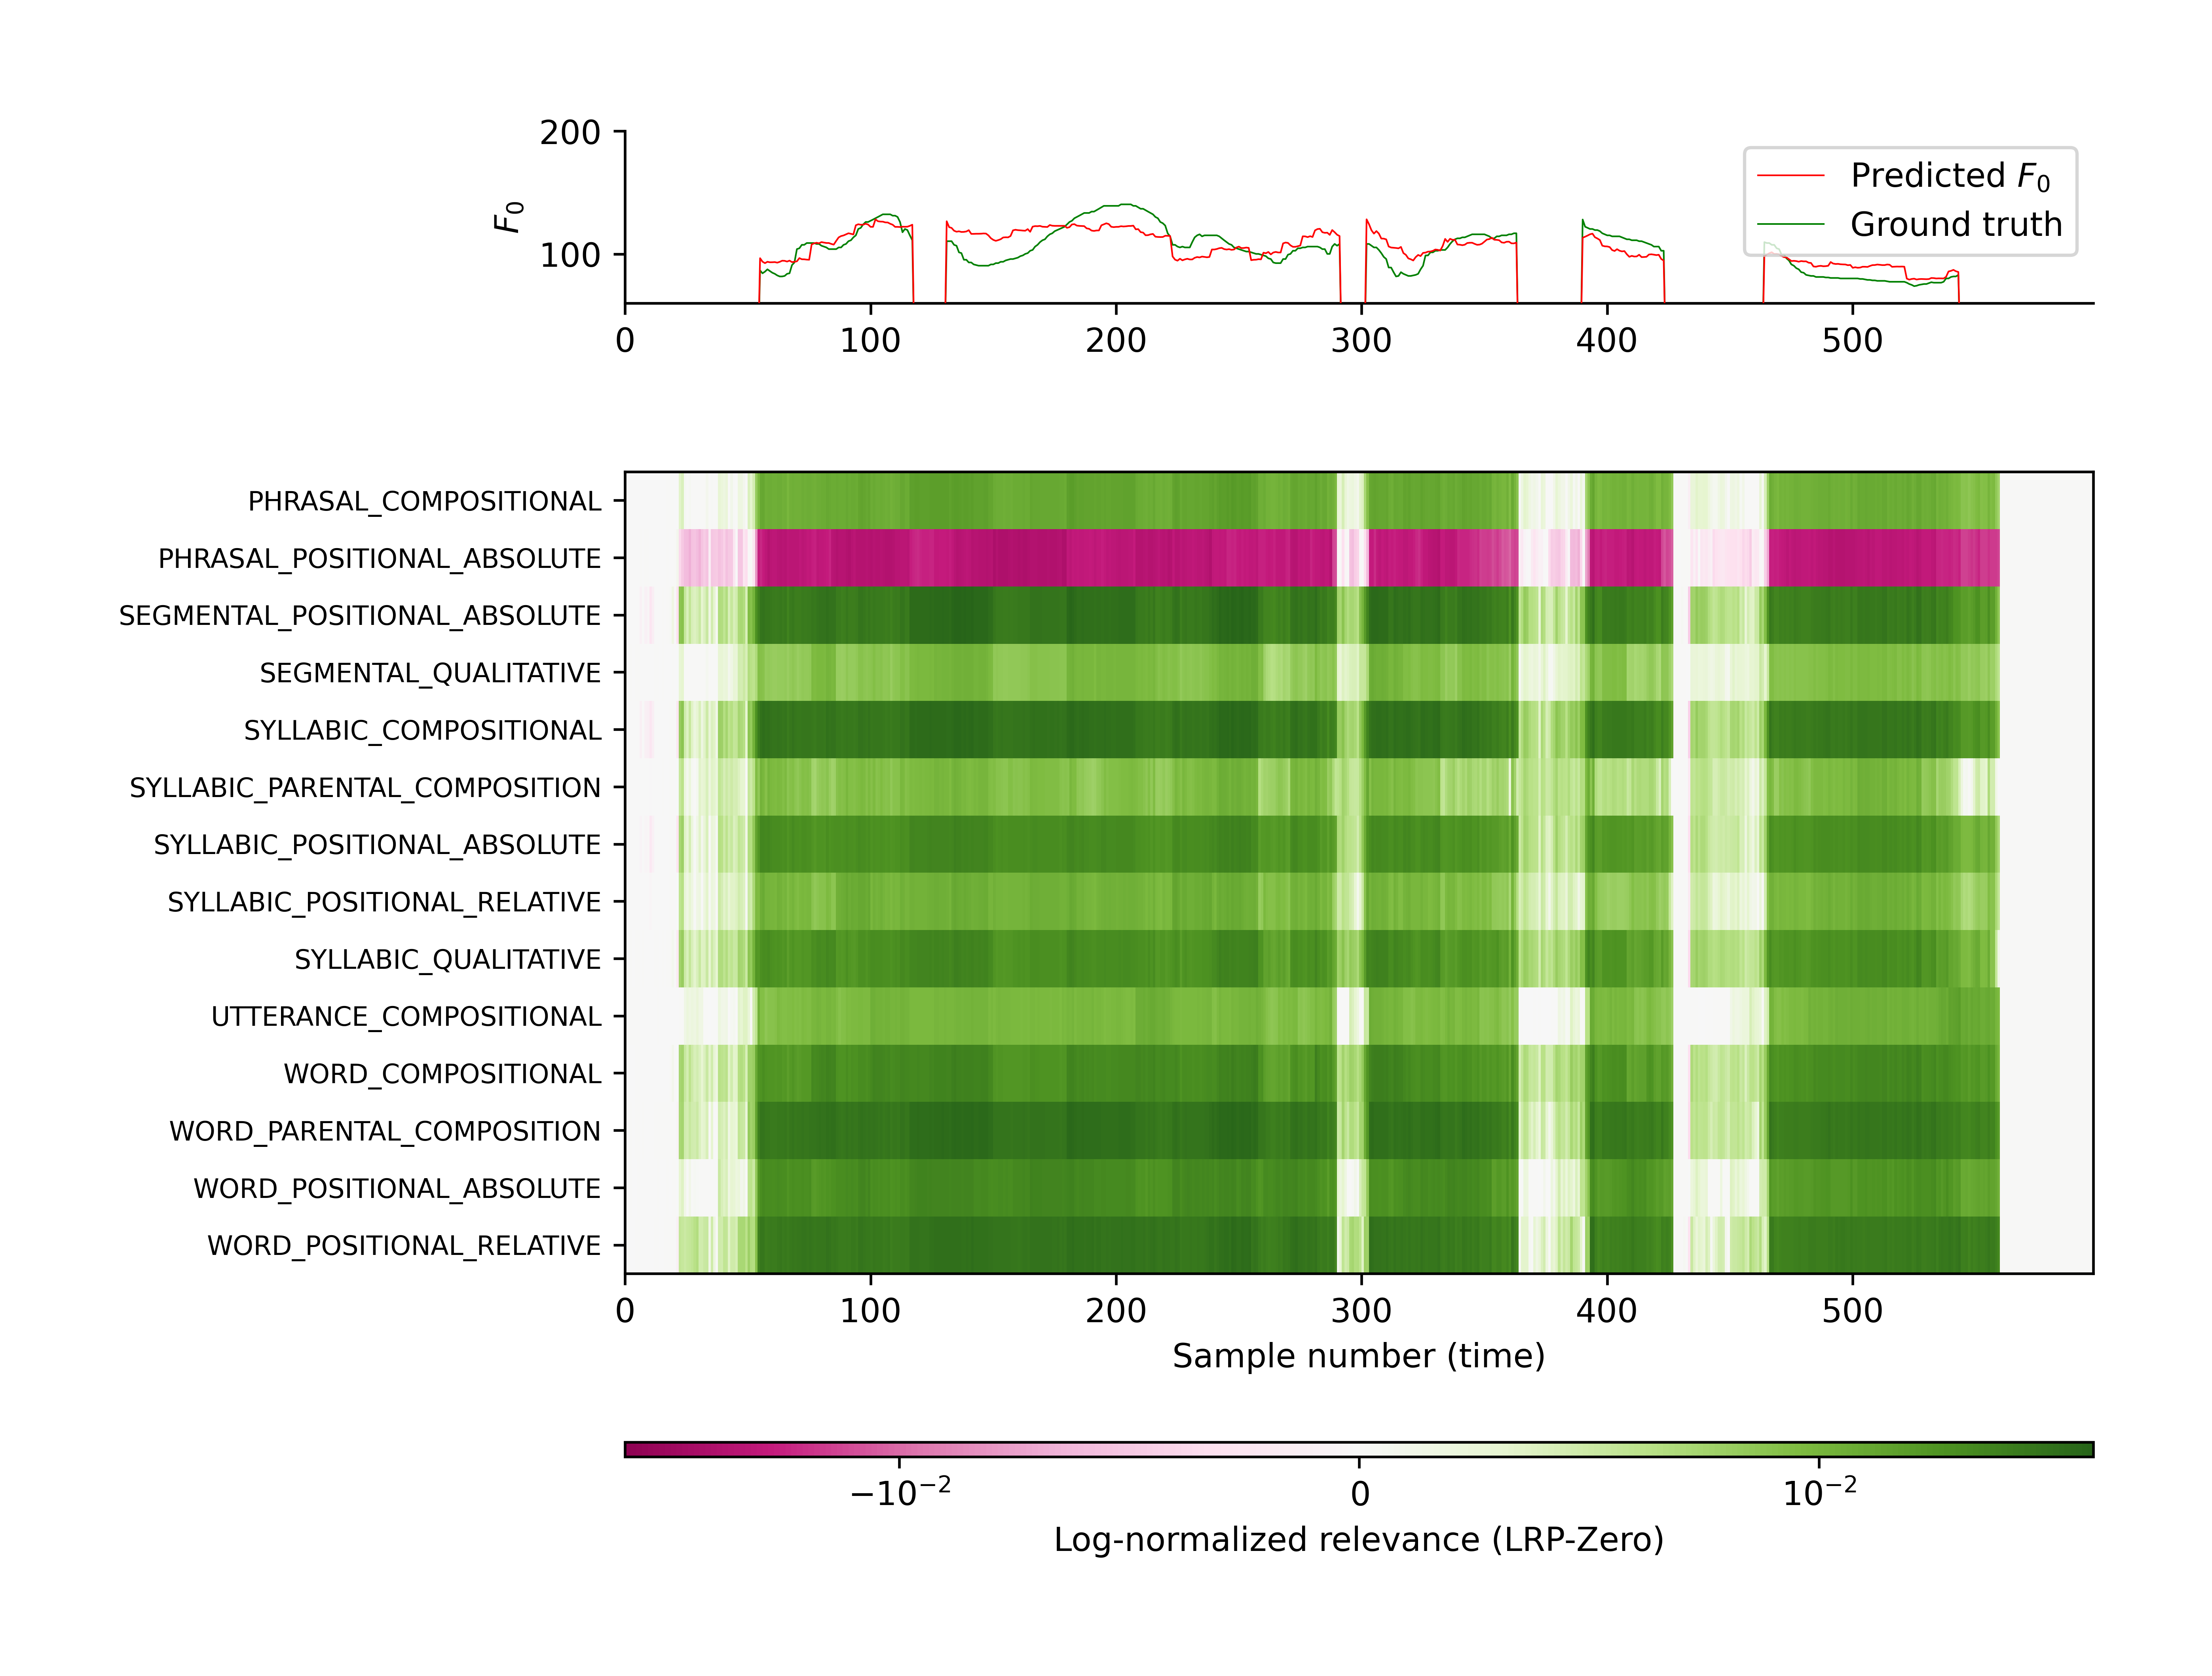 200
100
F0
Predicted F0
Ground truth
0 100 200 300 400 500
PHRASAL_COMPOSITIONAL
PHRASAL_POSITIONAL_ABSOLUTE
SEGMENTAL_POSITIONAL_ABSOLUTE
SEGMENTAL_QUALITATIVE
SYLLABIC_COMPOSITIONAL
SYLLABIC_PARENTAL_COMPOSITION
SYLLABIC_POSITIONAL_ABSOLUTE
SYLLABIC_POSITIONAL_RELATIVE
SYLLABIC_QUALITATIVE
UTTERANCE_COMPOSITIONAL
WORD_COMPOSITIONAL
WORD_PARENTAL_COMPOSITION
WORD_POSITIONAL_ABSOLUTE
WORD_POSITIONAL_RELATIVE
0 100 200 300 400 500
Sample number (time)
−10⁻² 0 10⁻²
Log-normalized relevance (LRP-Zero)